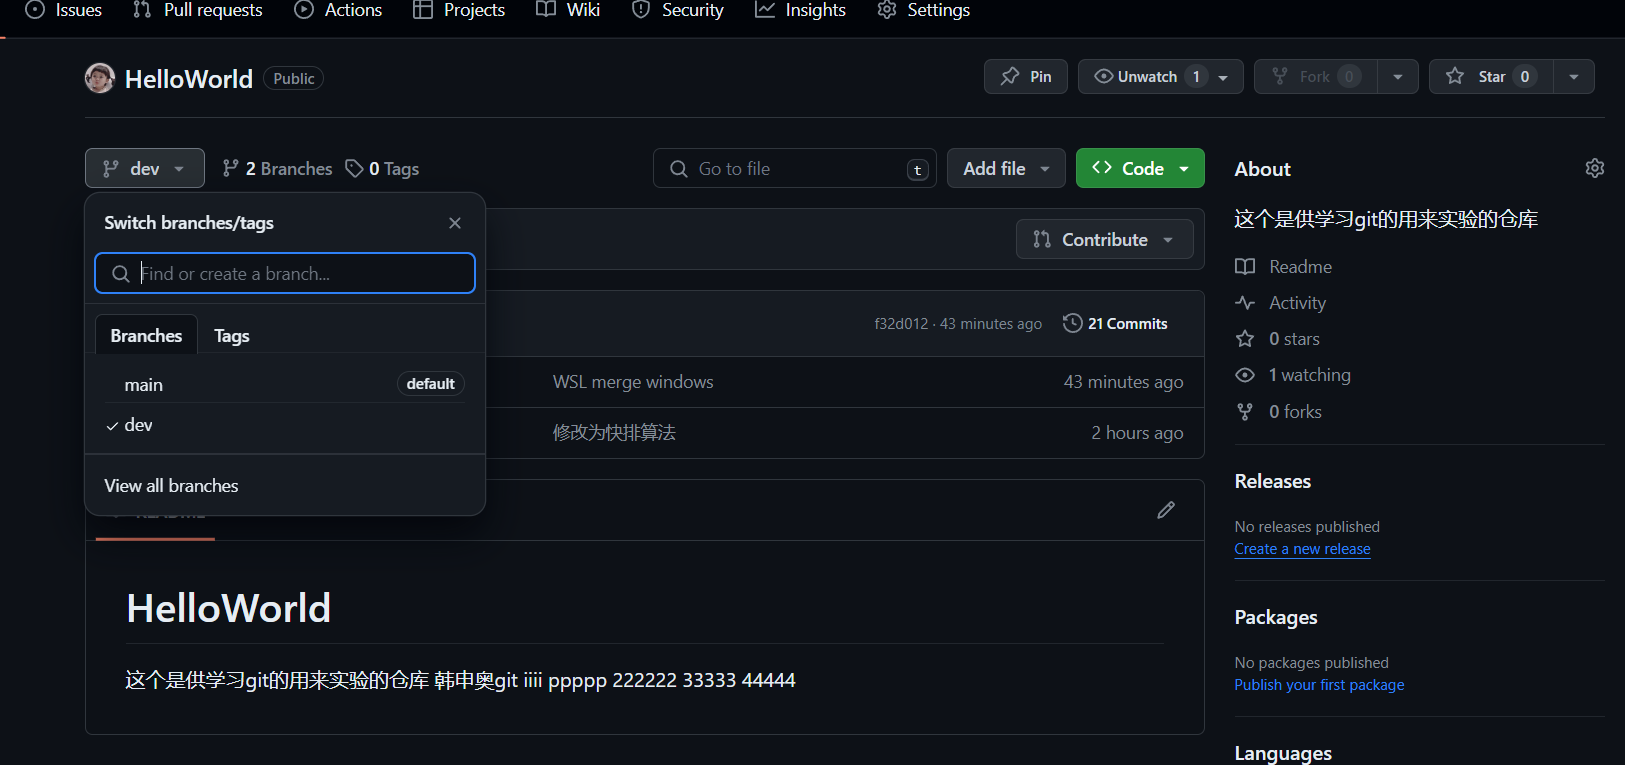 Issues Pull requests Actions Projects Wiki Security Insights Settings
HelloWorld Public Pin Unwatch 1 Fork 0 Star 0
dev 2 Branches 0 Tags Go to file t Add file Code
Switch branches/tags
Find or create a branch...
Branches Tags
main default
dev
View all branches
Contribute
f32d012 · 43 minutes ago 21 Commits
WSL merge windows 43 minutes ago
修改为快排算法 2 hours ago
README
HelloWorld
这个是供学习git的用来实验的仓库 韩申奥git iiii ppppp 222222 33333 44444
About
这个是供学习git的用来实验的仓库
Readme
Activity
0 stars
1 watching
0 forks
Releases
No releases published
Create a new release
Packages
No packages published
Publish your first package
Languages